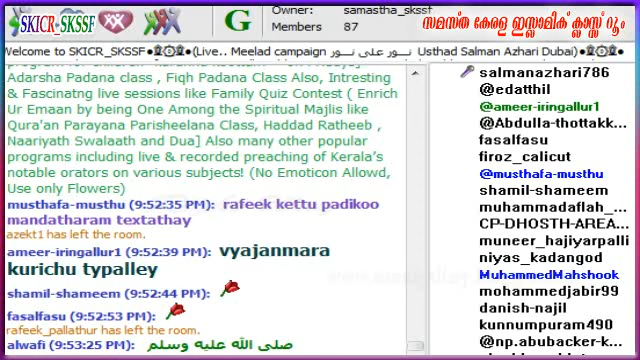 SKICR_SKSSF
Owner: samastha_skssf
Members 87
സമസ്ത കേരള ഇസ്ലാമിക് ക്ലാസ്സ് റൂം
Welcome to SKICR_SKSSF●۩۞۩●(Live.. Meelad campaign نور على نور Usthad Salman Azhari Dubai)●۩۞۩●
Adarsha Padana class , Fiqh Padana Class Also, Intresting
& Fascinatng live sessions like Family Quiz Contest ( Enrich
Ur Emaan by being One Among the Spiritual Majlis like
Qura'an Parayana Parisheelana Class, Haddad Ratheeb ,
Naariyath Swalaath and Dua] Also many other popular
programs including live & recorded preaching of Kerala's
notable orators on various subjects! (No Emoticon Allowd,
Use only Flowers)
musthafa-musthu (9:52:35 PM): rafeek kettu padikoo
mandatharam textathay
azekt1 has left the room.
ameer-iringallur1 (9:52:39 PM): vyajanmara
kurichu typalley
shamil-shameem (9:52:44 PM):
fasalfasu (9:52:53 PM):
rafeek_pallathur has left the room.
alwafi (9:53:25 PM): صلى الله عليه وسلم
salmanazhari786
@edatthil
@ameer-iringallur1
@Abdulla-thottakk...
fasalfasu
firoz_calicut
@musthafa-musthu
shamil-shameem
muhammadaflah_...
CP-DHOSTH-AREA...
muneer_hajiyarpalli
niyas_kadangod
MuhammedMahshook
mohammedjabir99
danish-najil
kunnumpuram490
@np.abubacker-k...